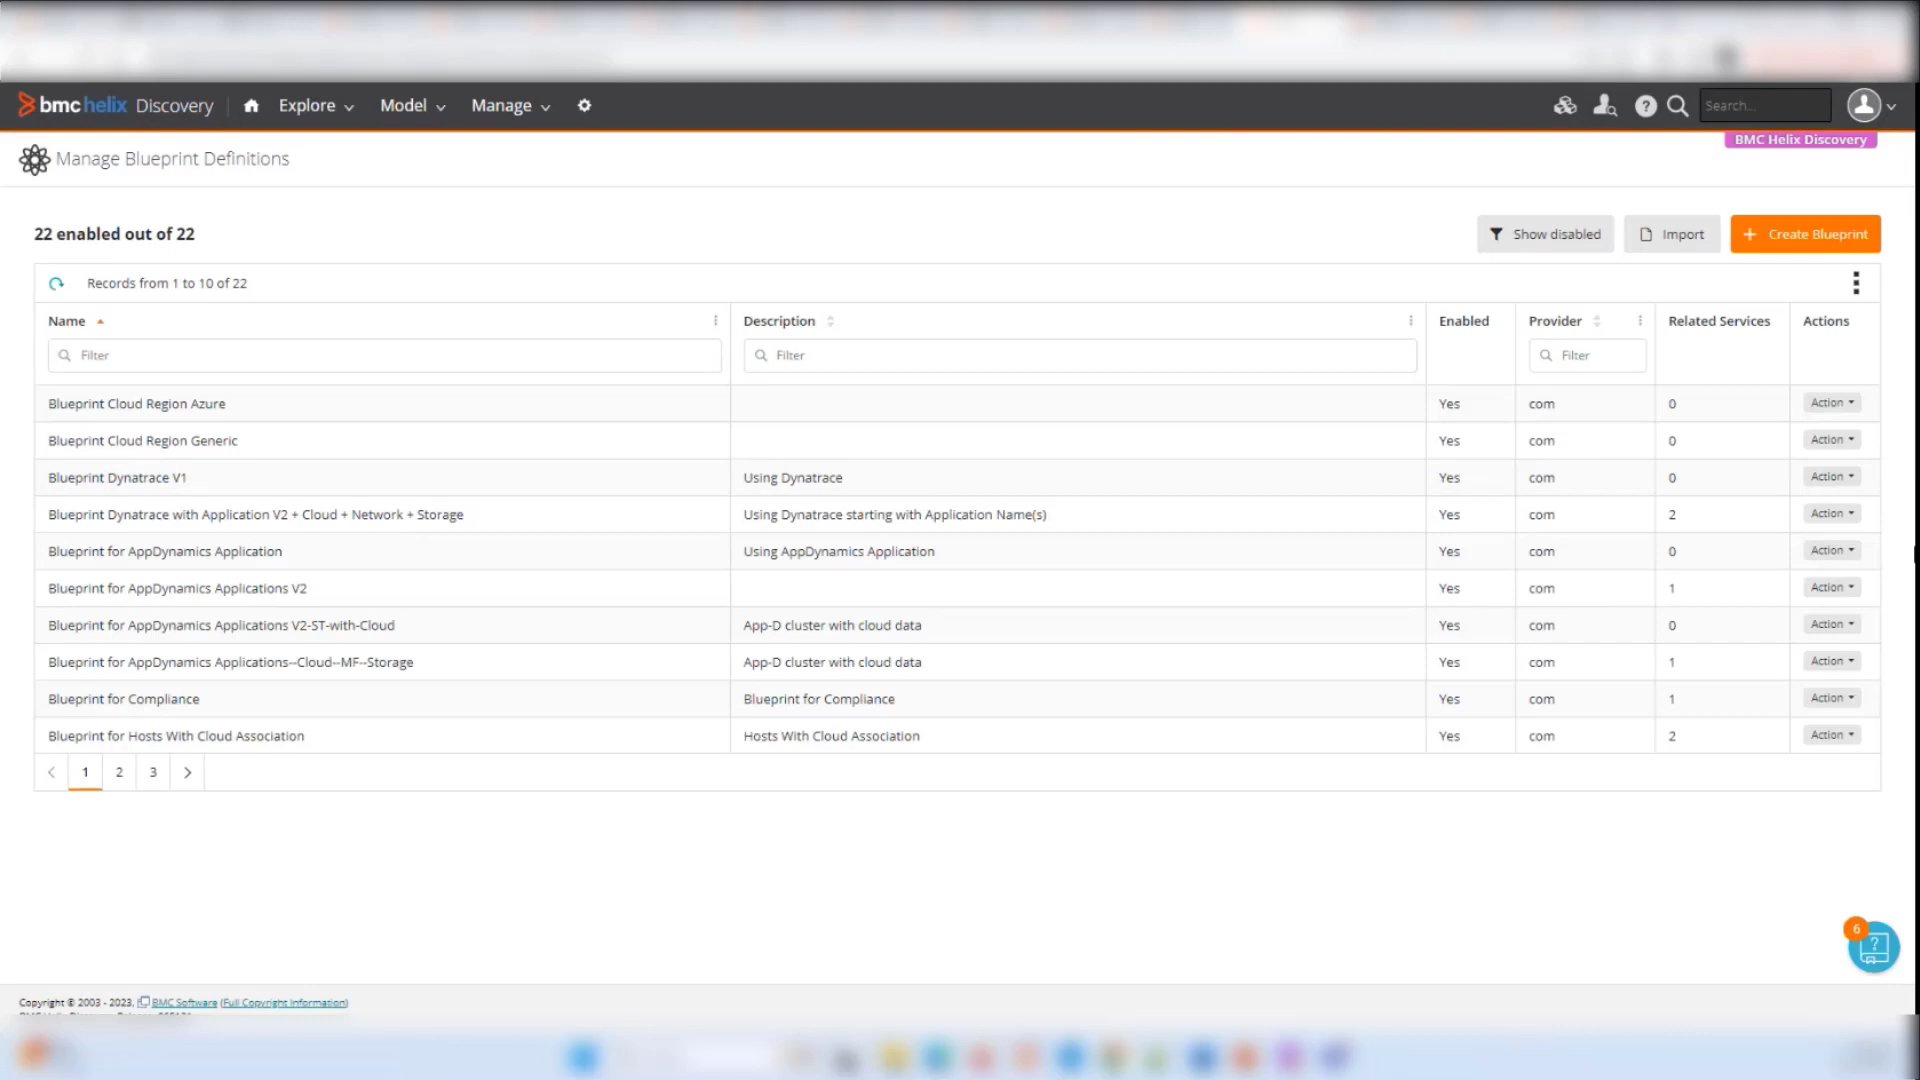 bmchelix Discovery Explore Model Manage Search...
BMC Helix Discovery
Manage Blueprint Definitions
22 enabled out of 22 Show disabled Import + Create Blueprint
Records from 1 to 10 of 22
Name Description Enabled Provider Related Services Actions
Filter Filter Filter
Blueprint Cloud Region Azure Yes com 0 Action
Blueprint Cloud Region Generic Yes com 0 Action
Blueprint Dynatrace V1 Using Dynatrace Yes com 0 Action
Blueprint Dynatrace with Application V2 + Cloud + Network + Storage Using Dynatrace starting with Application Name(s) Yes com 2 Action
Blueprint for AppDynamics Application Using AppDynamics Application Yes com 0 Action
Blueprint for AppDynamics Applications V2 Yes com 1 Action
Blueprint for AppDynamics Applications V2-ST-with-Cloud App-D cluster with cloud data Yes com 0 Action
Blueprint for AppDynamics Applications--Cloud--MF--Storage App-D cluster with cloud data Yes com 1 Action
Blueprint for Compliance Blueprint for Compliance Yes com 1 Action
Blueprint for Hosts With Cloud Association Hosts With Cloud Association Yes com 2 Action
1 2 3
6
Copyright © 2003 - 2023, BMC Software (Full Copyright Information)